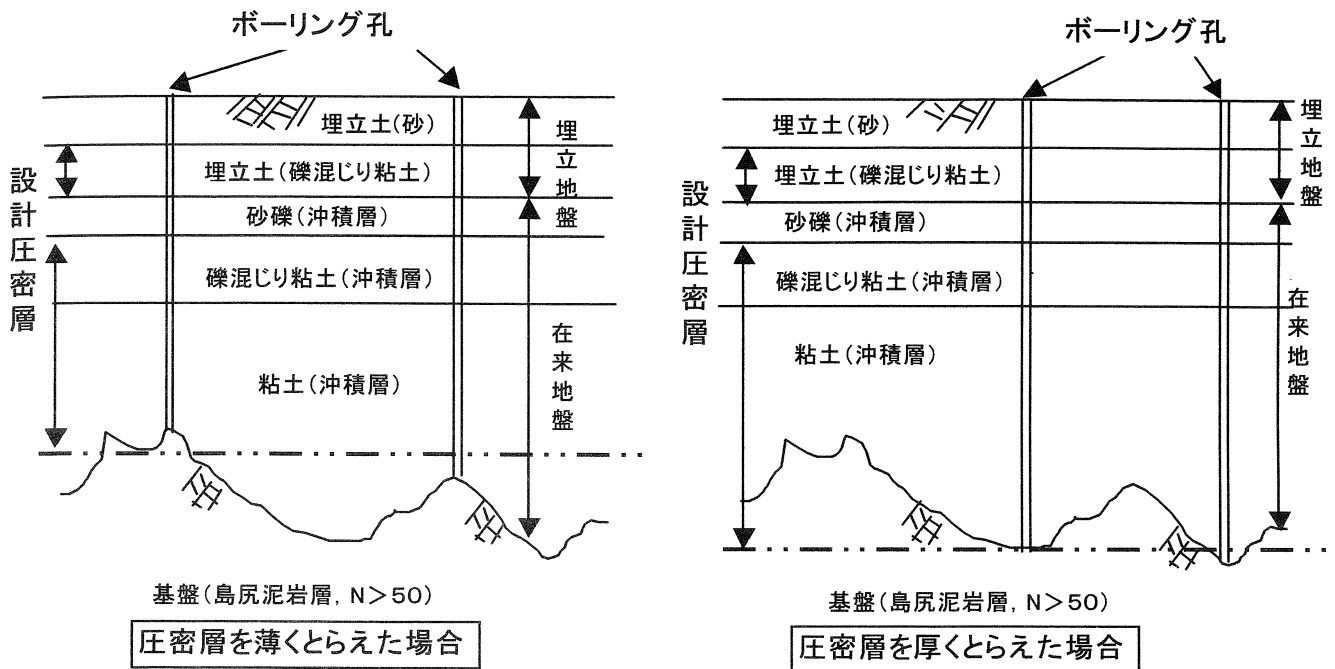 ボーリング孔
埋立土(砂)
埋立土(礫混じり粘土)
砂礫(沖積層)
礫混じり粘土(沖積層)
粘土(沖積層)
設計圧密層
埋立地盤
在来地盤
基盤(島尻泥岩層, N>50)
圧密層を薄くとらえた場合
ボーリング孔
埋立土(砂)
埋立土(礫混じり粘土)
砂礫(沖積層)
礫混じり粘土(沖積層)
粘土(沖積層)
設計圧密層
埋立地盤
在来地盤
基盤(島尻泥岩層, N>50)
圧密層を厚くとらえた場合